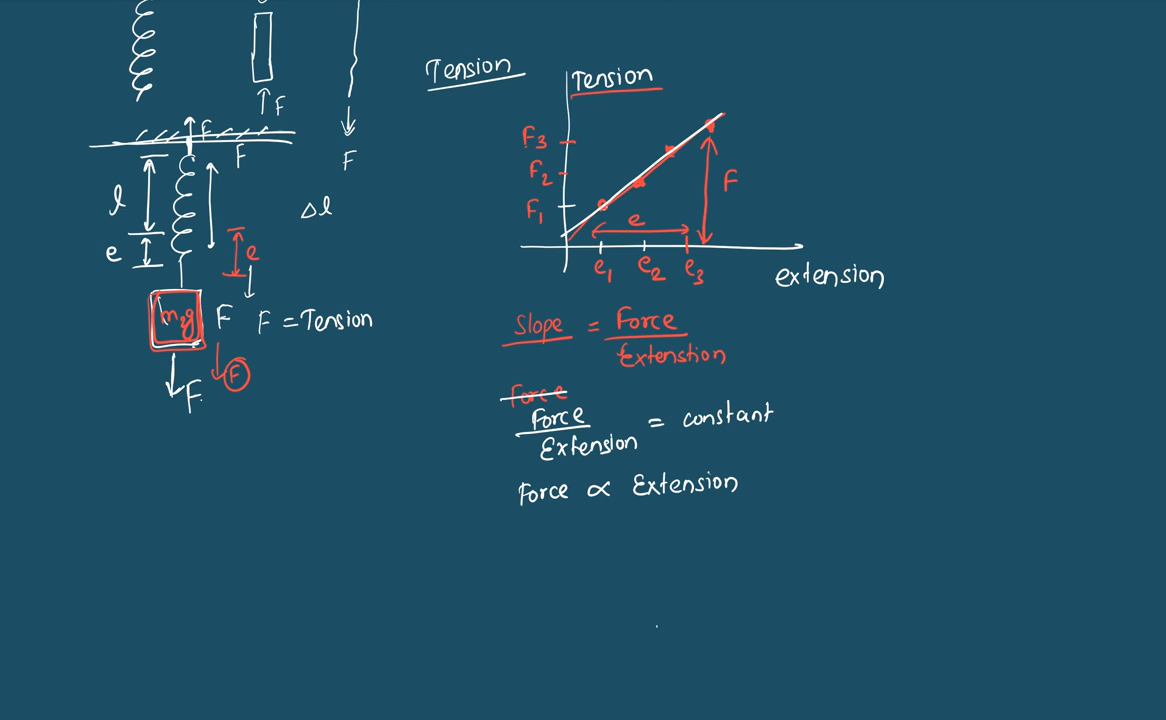 F
F
Tension
Tension
F
F
F3
F2
F1
F
l
Δl
e
e
e
e1 e2 e3
extension
mg
F
F = Tension
F
F
Slope = Force
Extenstion
Force
Force
Extension
= constant
Force ∝ Extension